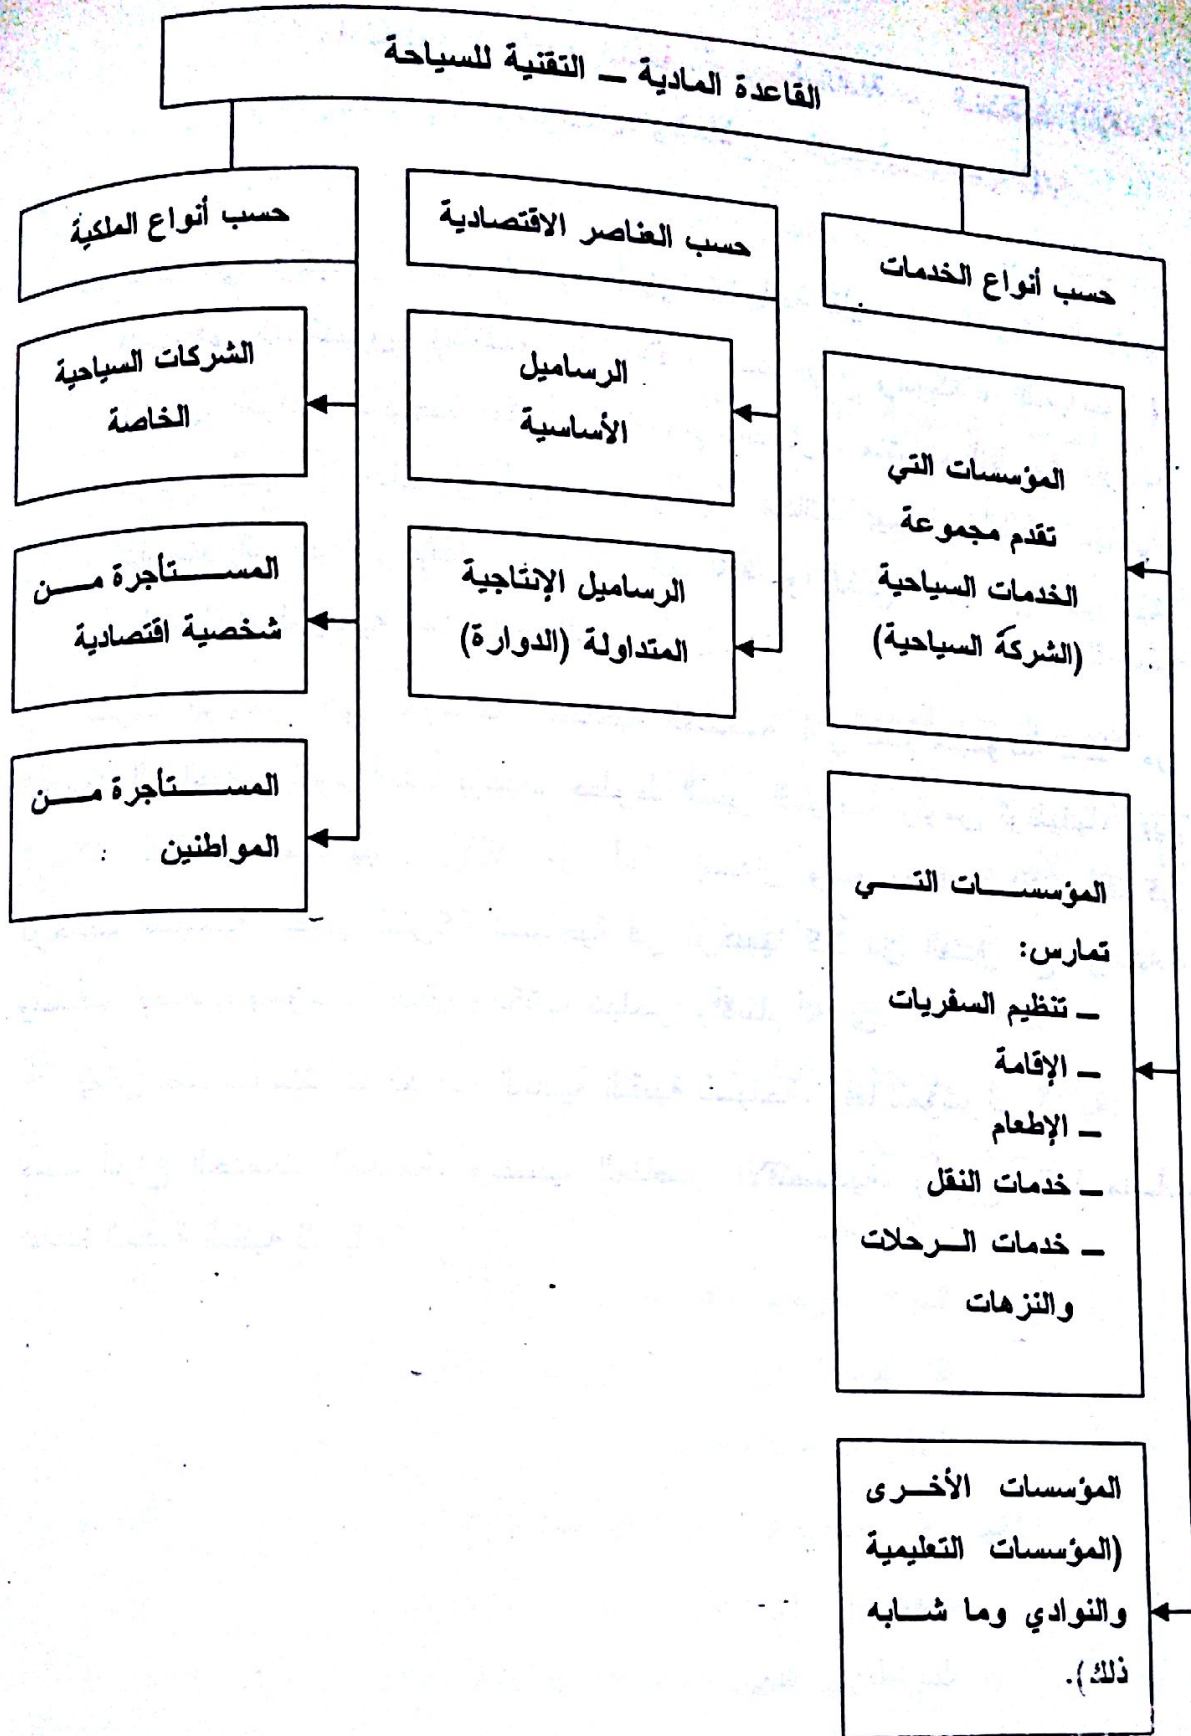 القاعدة المادية – التقنية للسياحة
حسب أنواع الخدمات
المؤسسات التي
تقدم مجموعة
الخدمات السياحية
(الشركة السياحية)
المؤسسات التي
تمارس:
– تنظيم السفريات
– الإقامة
– الإطعام
– خدمات النقل
– خدمات الرحلات
والنزهات
المؤسسات الأخرى
(المؤسسات التعليمية
والنوادي وما شابه
ذلك).
حسب العناصر الاقتصادية
الرساميل
الأساسية
الرساميل الإنتاجية
المتداولة (الدوارة)
حسب أنواع الملكية
الشركات السياحية
الخاصة
المستأجرة من
شخصية اقتصادية
المستأجرة من
المواطنين